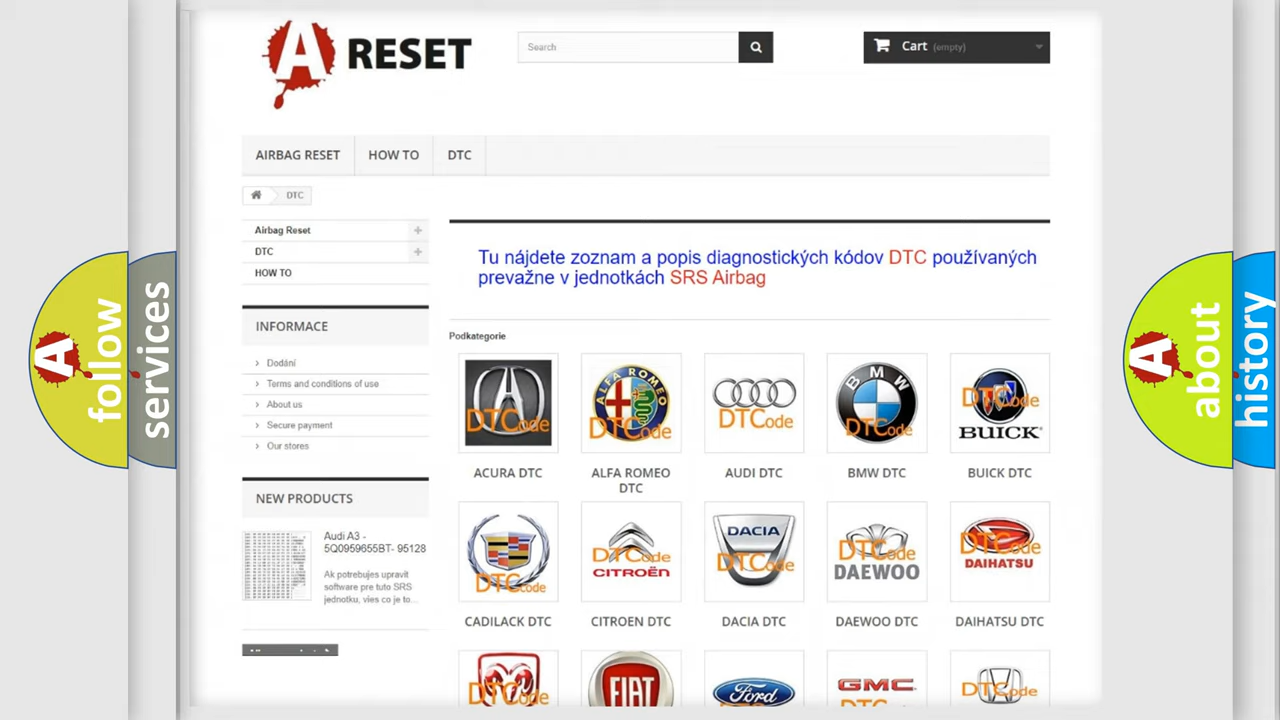 A RESET
Search
Cart (empty)
AIRBAG RESET
HOW TO
DTC
DTC
Airbag Reset
DTC
HOW TO
Tu nájdete zoznam a popis diagnostických kódov DTC používaných
prevažne v jednotkách SRS Airbag
INFORMACE
Dodání
Terms and conditions of use
About us
Secure payment
Our stores
NEW PRODUCTS
Audi A3 -
5Q0959655BT- 95128
Ak potrebujes upravit
software pre tuto SRS
jednotku, vies co je to...
Podkategorie
DTCode
ALFA ROMEO
DTCode
DTCode
BMW
DTCode
DTCode
BUICK
ACURA DTC
ALFA ROMEO
DTC
AUDI DTC
BMW DTC
BUICK DTC
DTCode
DTCode
CITROËN
DACIA
DTCode
DTCode
DAEWOO
DTCode
DAIHATSU
CADILACK DTC
CITROEN DTC
DACIA DTC
DAEWOO DTC
DAIHATSU DTC
DTCode
FIAT
Ford
GMC
DTCode
A follow
services
A about
history